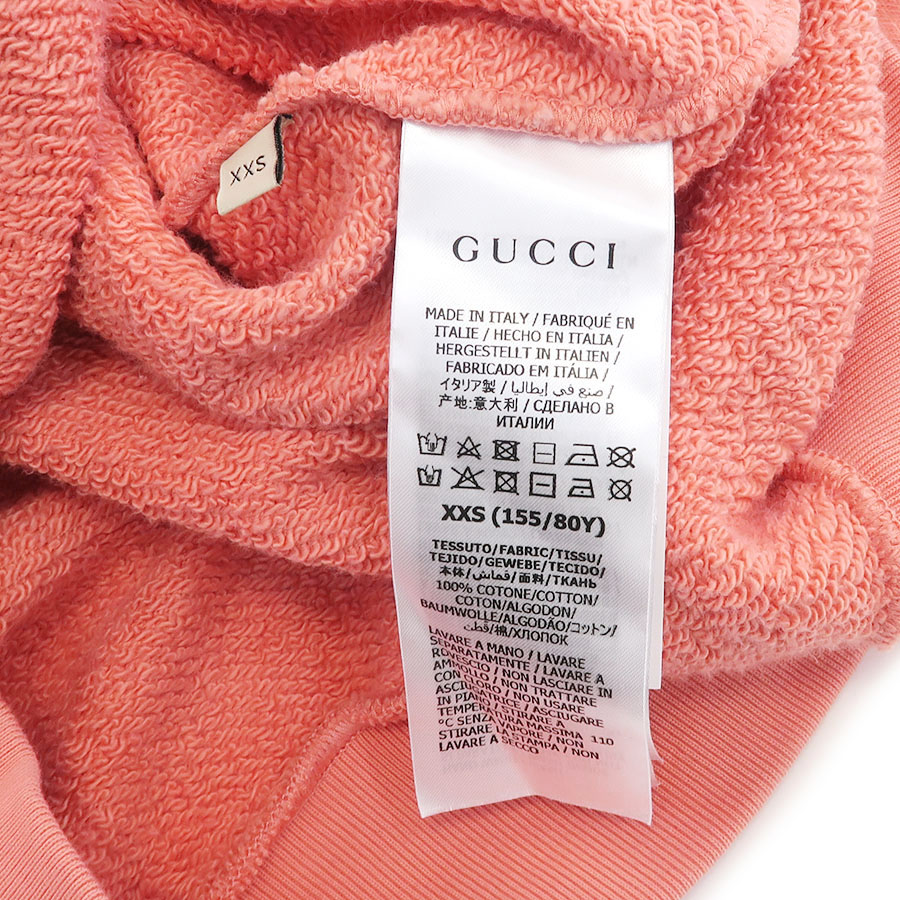 XXS
GUCCI
MADE IN ITALY / FABRIQUÉ EN
ITALIE / HECHO EN ITALIA /
HERGESTELLT IN ITALIEN /
FABRICADO EM ITÁLIA /
イタリア製 / صنع في إيطاليا /
产地:意大利 / СДЕЛАНО В
ИТАЛИИ
XXS (155/80Y)
TESSUTO/FABRIC/TISSU/
TEJIDO/GEWEBE/TECIDO/
本体/قماش/面料/ТКАНЬ
100% COTONE/COTTON/
COTON/ALGODON/
BAUMWOLLE/ALGODÃO/コットン/
قطن/棉/ХЛОПОК
LAVARE A MANO / LAVARE
SEPARATAMENTE / LAVARE A
ROVESCIO / NON LASCIARE IN
AMMOLLO / NON TRATTARE
CON CLORO / NON USARE
ASCIUGATRICE / ASCIUGARE
IN PIANO / STIRARE A
TEMPERATURA MASSIMA 110
°C SENZA VAPORE / NON
STIRARE LA STAMPA / NON
LAVARE A SECCO